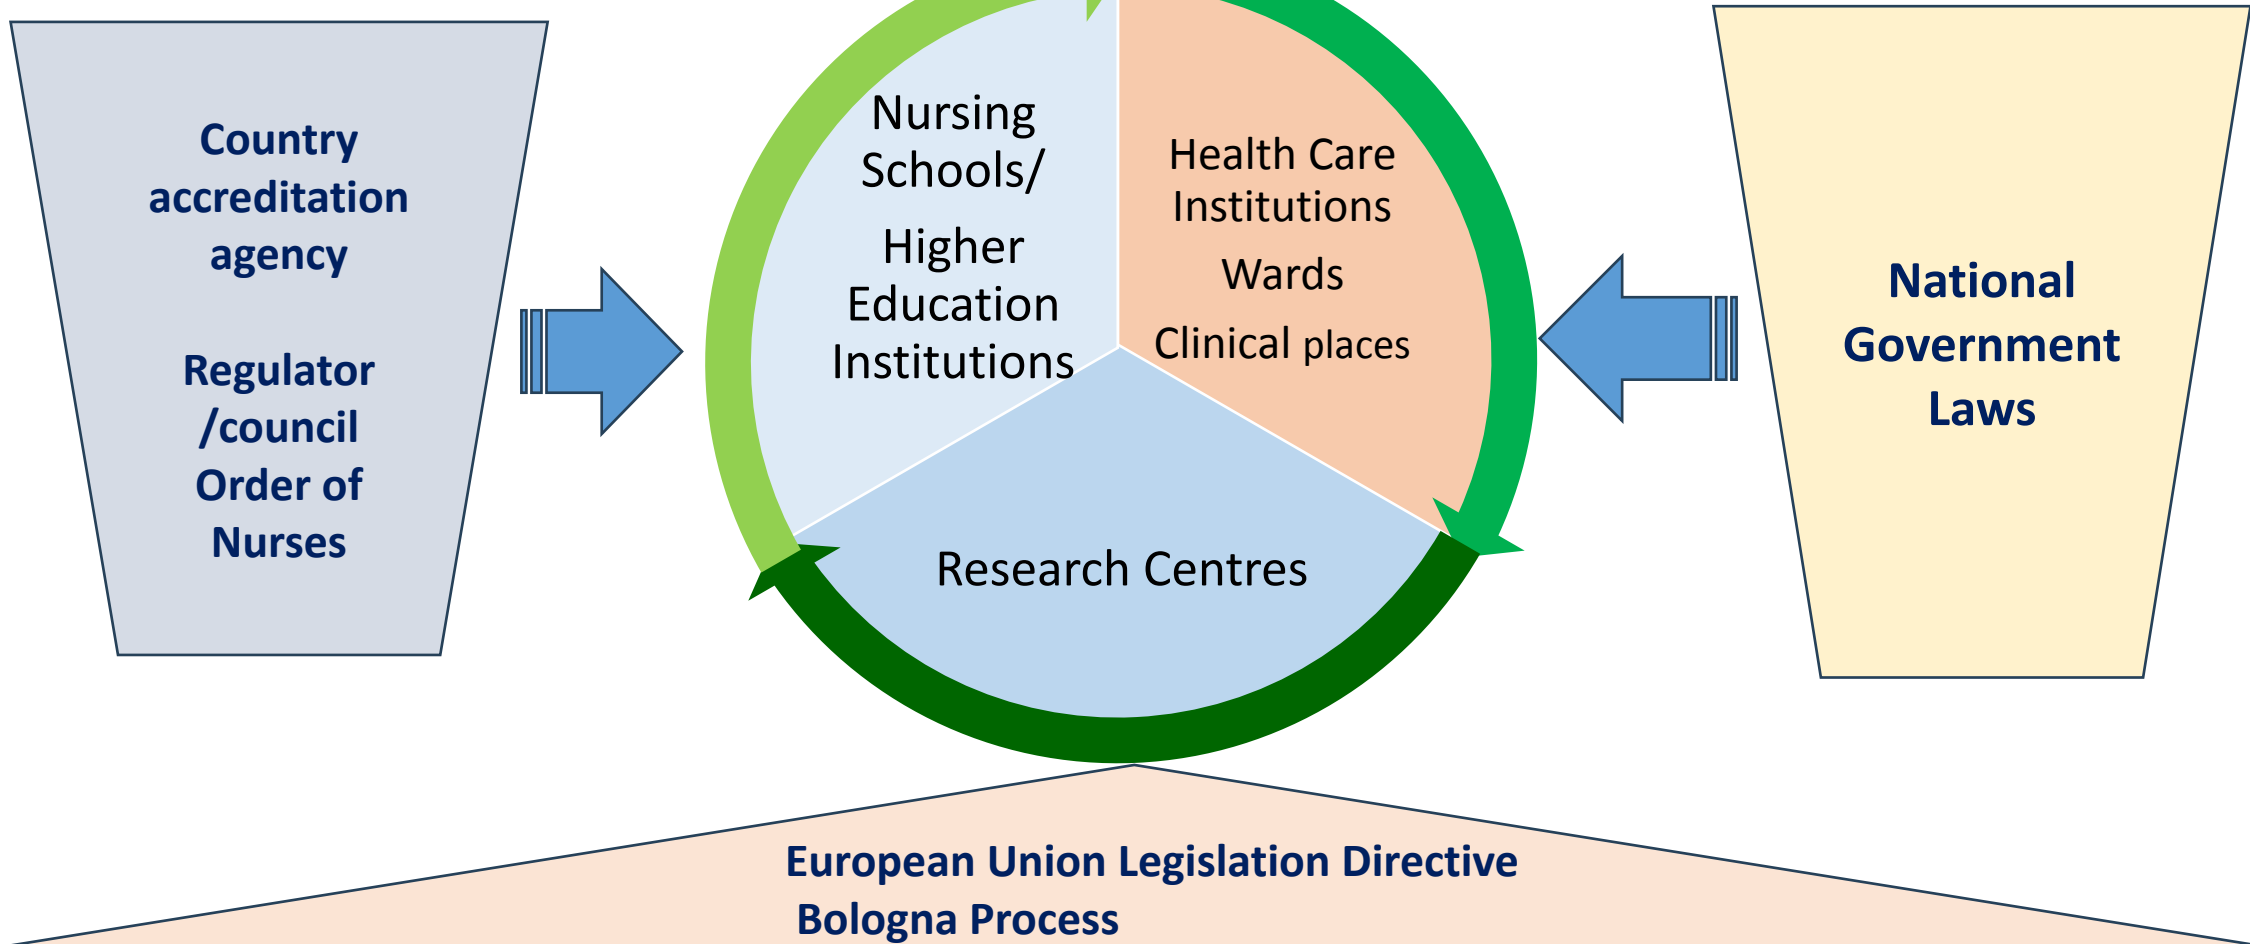 Country
accreditation
agency
Regulator
/council
Order of
Nurses
Nursing
Schools/
Higher
Education
Institutions
Health Care
Institutions
Wards
Clinical places
Research Centres
National
Government
Laws
European Union Legislation Directive
Bologna Process